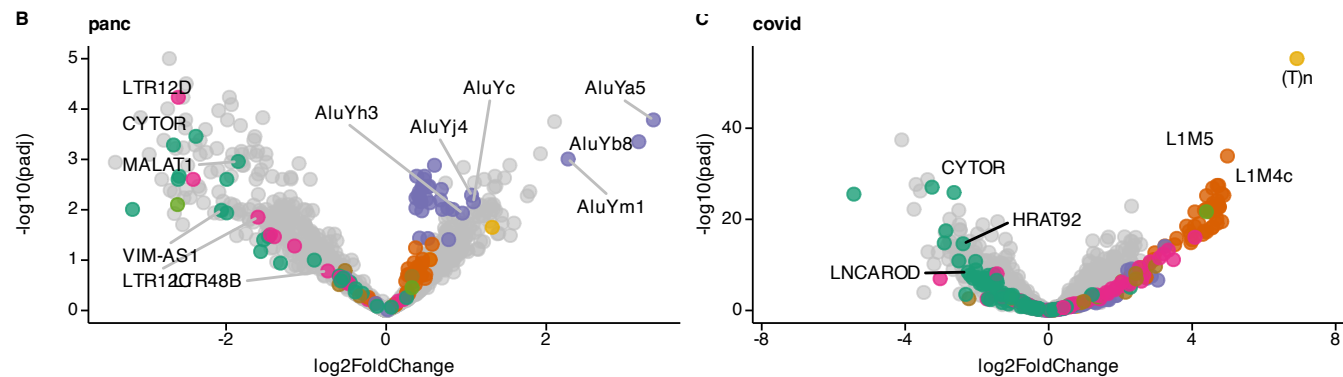 B panc
C covid
5
4
3
2
1
0
-log10(padj)
LTR12D
CYTOR
MALAT1
VIM-AS1
LTR12C
LTR48B
AluYh3
AluYj4
AluYc
AluYa5
AluYb8
AluYm1
-2
0
2
log2FoldChange
40
20
0
-log10(padj)
(T)n
L1M5
L1M4c
CYTOR
HRAT92
LNCAROD
-8
-4
0
4
8
log2FoldChange